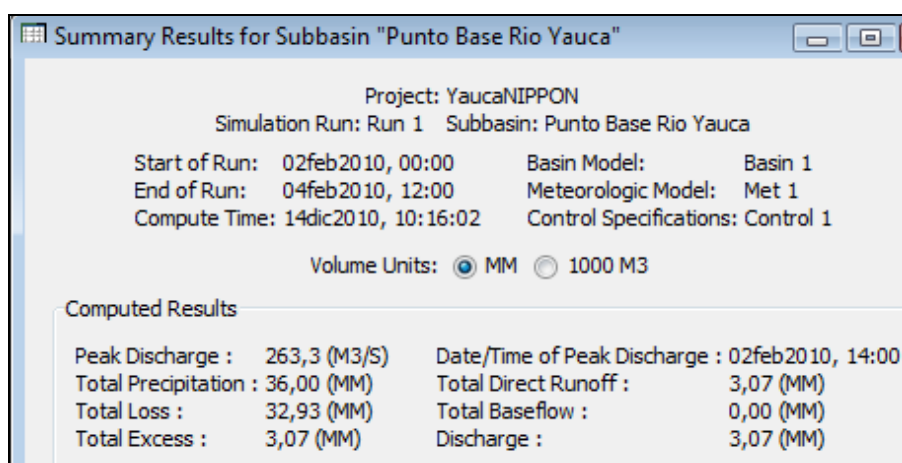 Summary Results for Subbasin "Punto Base Rio Yauca"
Project: YaucaNIPPON
Simulation Run: Run 1 Subbasin: Punto Base Rio Yauca
Start of Run: 02feb2010, 00:00 Basin Model: Basin 1
End of Run: 04feb2010, 12:00 Meteorologic Model: Met 1
Compute Time: 14dic2010, 10:16:02 Control Specifications: Control 1
Volume Units: MM 1000 M3
Computed Results
Peak Discharge : 263,3 (M3/S) Date/Time of Peak Discharge : 02feb2010, 14:00
Total Precipitation : 36,00 (MM) Total Direct Runoff : 3,07 (MM)
Total Loss : 32,93 (MM) Total Baseflow : 0,00 (MM)
Total Excess : 3,07 (MM) Discharge : 3,07 (MM)